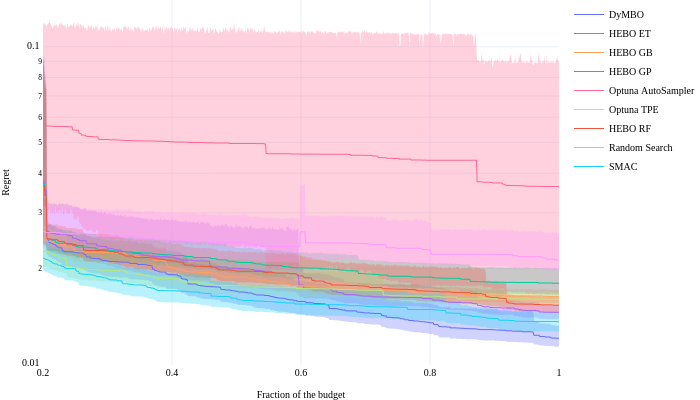 0.1
9
8
7
6
5
4
3
2
0.01
Regret
0.2
0.4
0.6
0.8
1
Fraction of the budget
DyMBO
HEBO ET
HEBO GB
HEBO GP
Optuna AutoSampler
Optuna TPE
HEBO RF
Random Search
SMAC